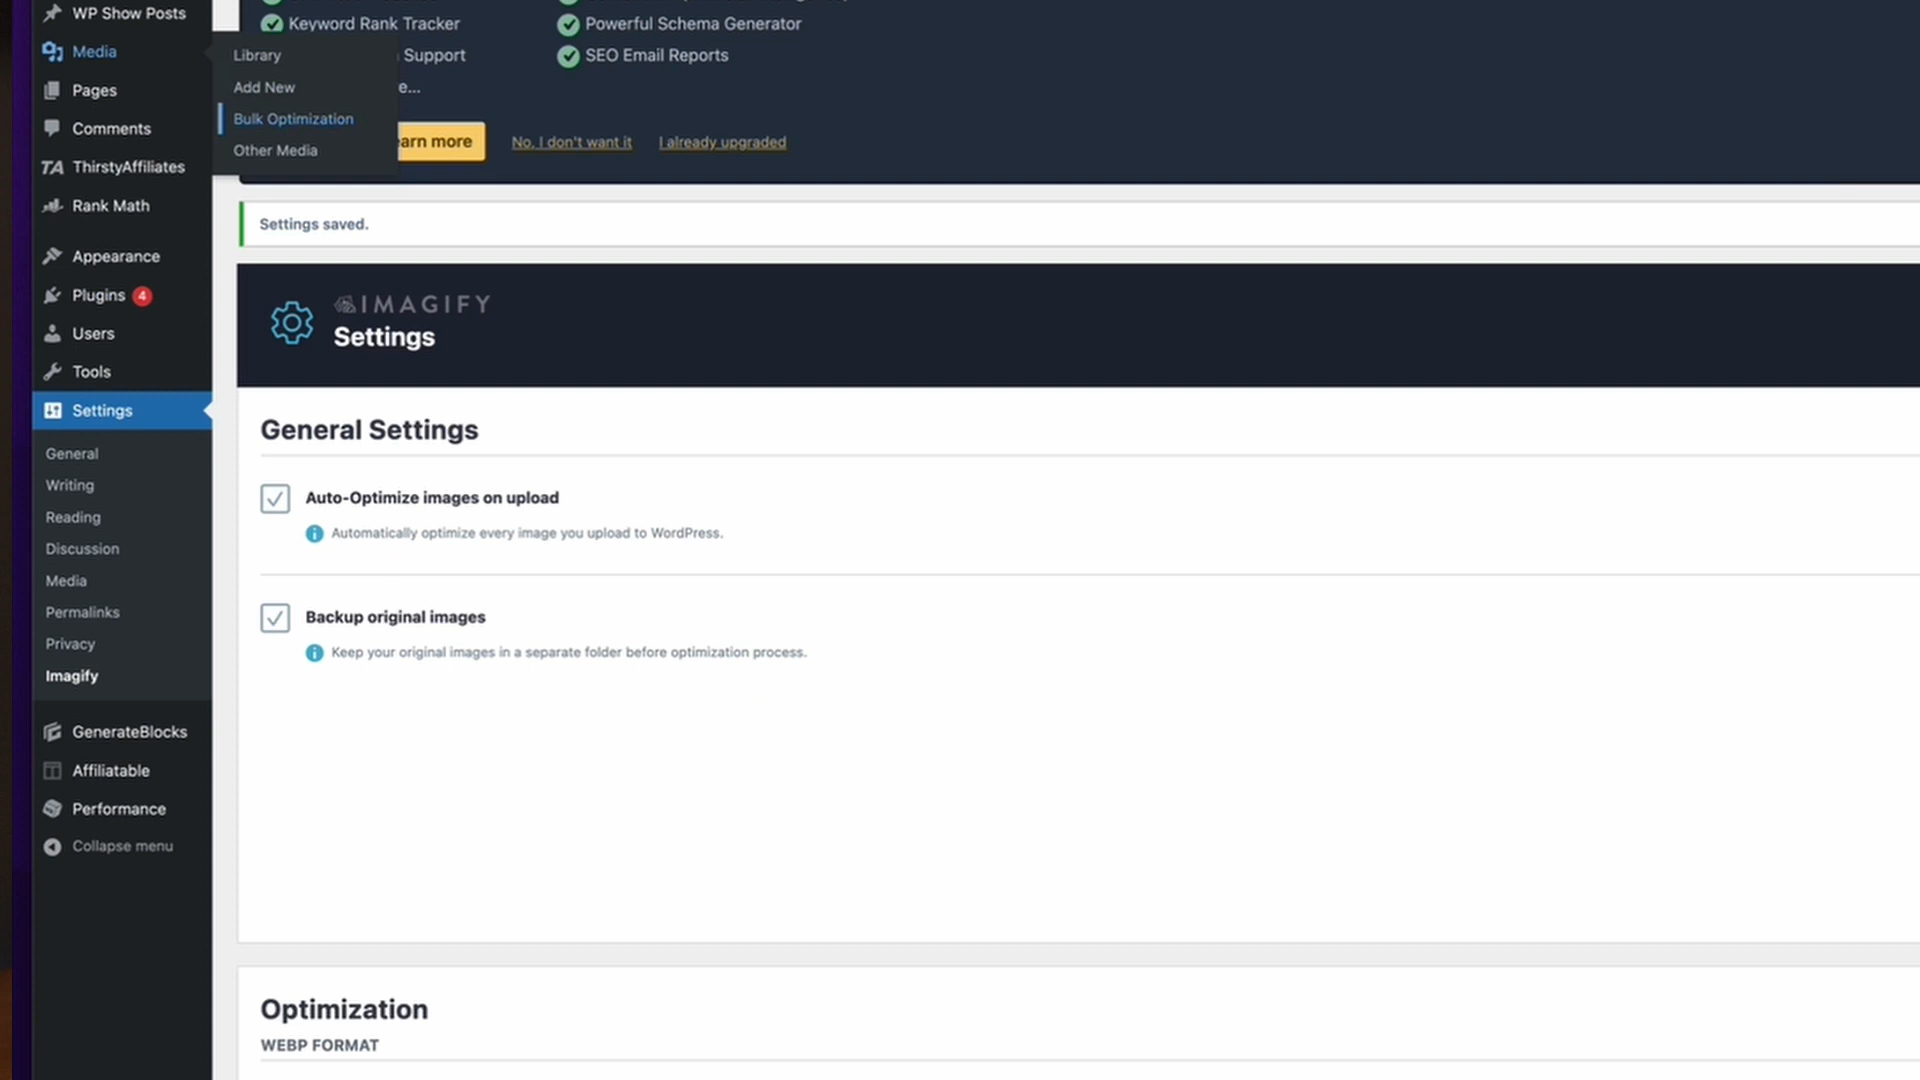 WP Show Posts
Media
Pages
Comments
TA ThirstyAffiliates
Rank Math
Appearance
Plugins 4
Users
Tools
Settings
General
Writing
Reading
Discussion
Media
Permalinks
Privacy
Imagify
GenerateBlocks
Affiliatable
Performance
Collapse menu
Library
Add New
Bulk Optimization
Other Media
Keyword Rank Tracker
Support
e...
Powerful Schema Generator
SEO Email Reports
earn more
No, I don't want it
I already upgraded
Settings saved.
IMAGIFY
Settings
General Settings
Auto-Optimize images on upload
Automatically optimize every image you upload to WordPress.
Backup original images
Keep your original images in a separate folder before optimization process.
Optimization
WEBP FORMAT